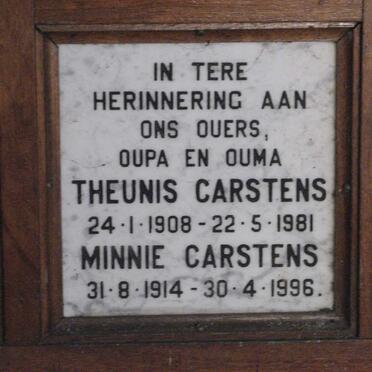 IN TERE
HERINNERING AAN
ONS OUERS,
OUPA EN OUMA
THEUNIS CARSTENS
24·1·1908 - 22·5·1981
MINNIE CARSTENS
31·8·1914 - 30·4·1996.